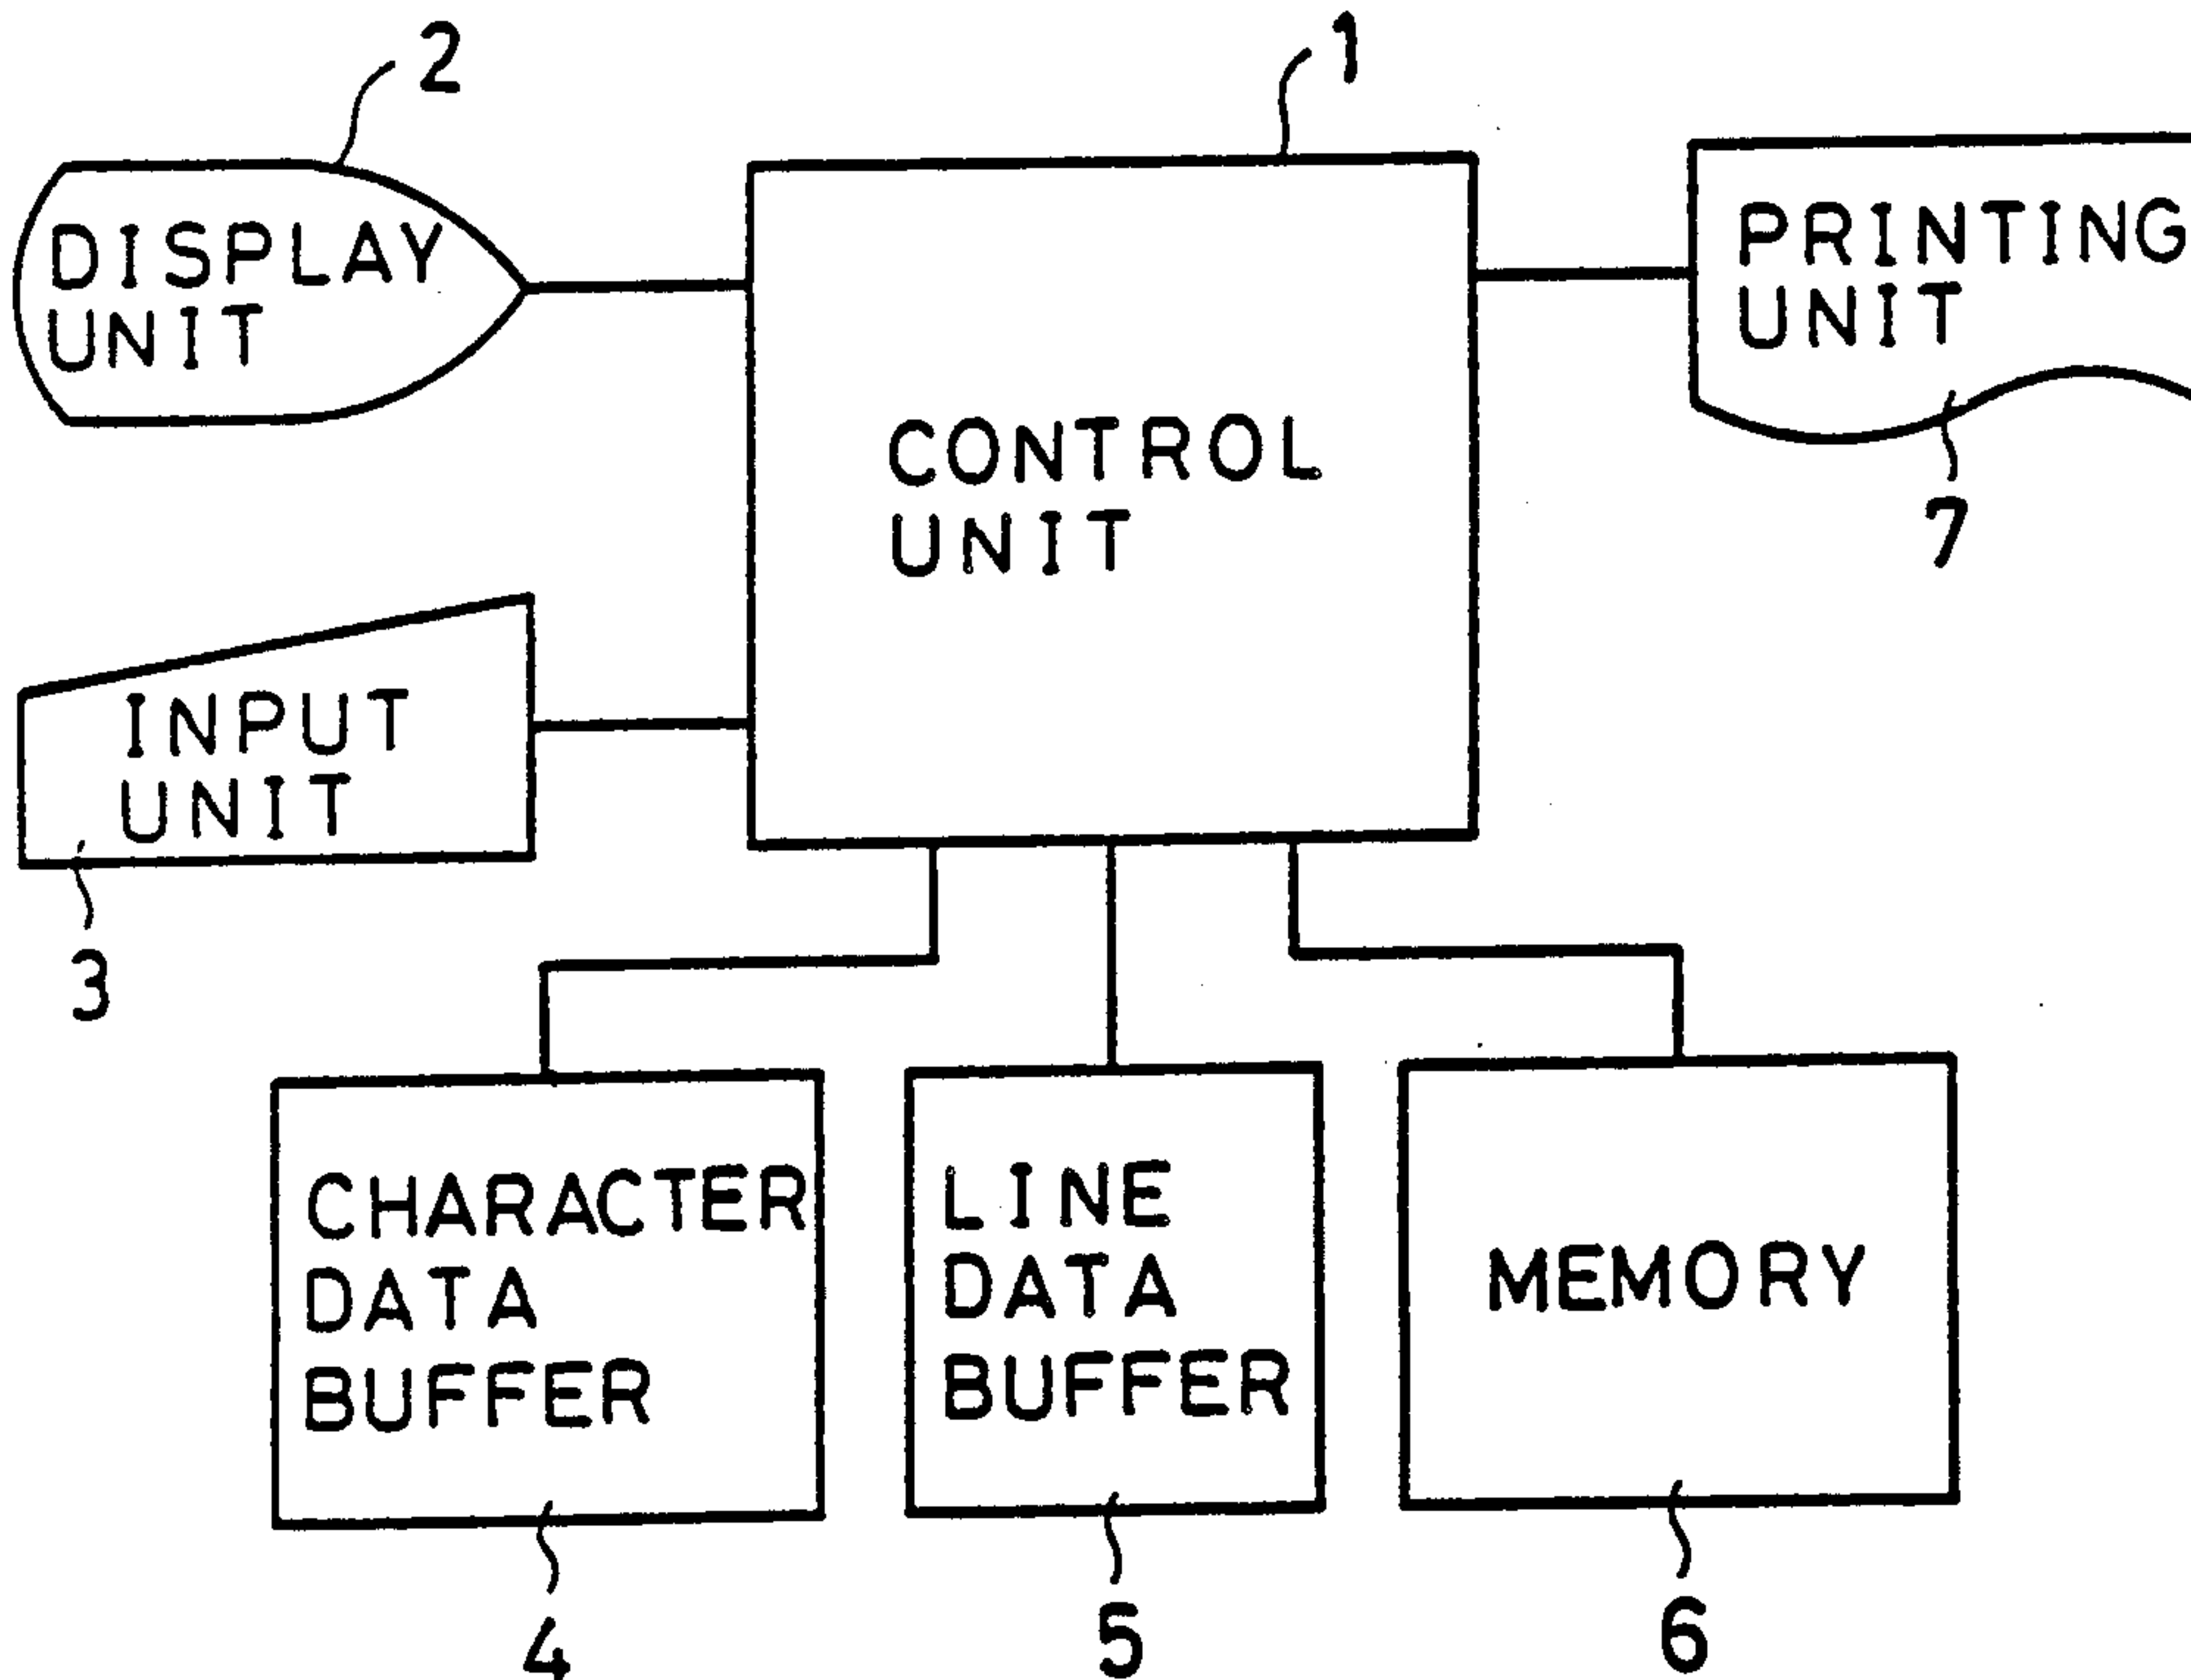 2
1
DISPLAY
UNIT
PRINTING
UNIT
CONTROL
UNIT
7
INPUT
UNIT
3
CHARACTER
DATA
BUFFER
LINE
DATA
BUFFER
MEMORY
4
5
6